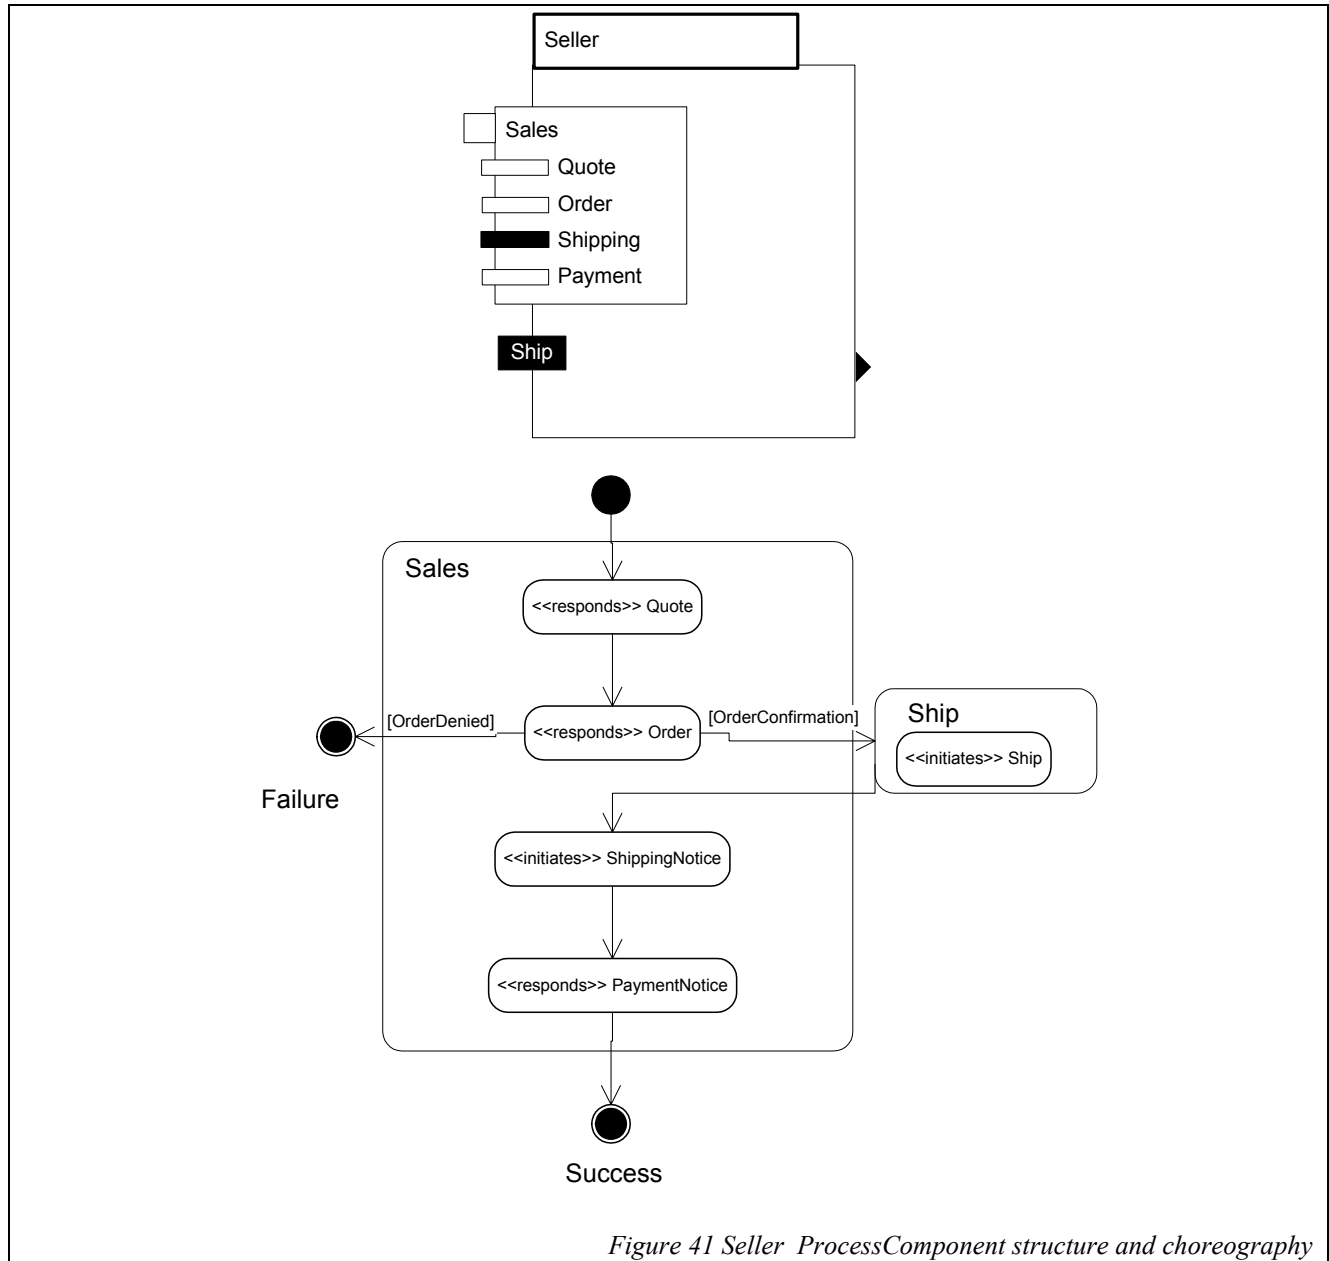 Seller
Sales
Quote
Order
Shipping
Payment
Ship
Sales
<<responds>> Quote
[OrderDenied]
<<responds>> Order
[OrderConfirmation]
Ship
<<initiates>> Ship
Failure
<<initiates>> ShippingNotice
<<responds>> PaymentNotice
Success
Figure 41 Seller ProcessComponent structure and choreography